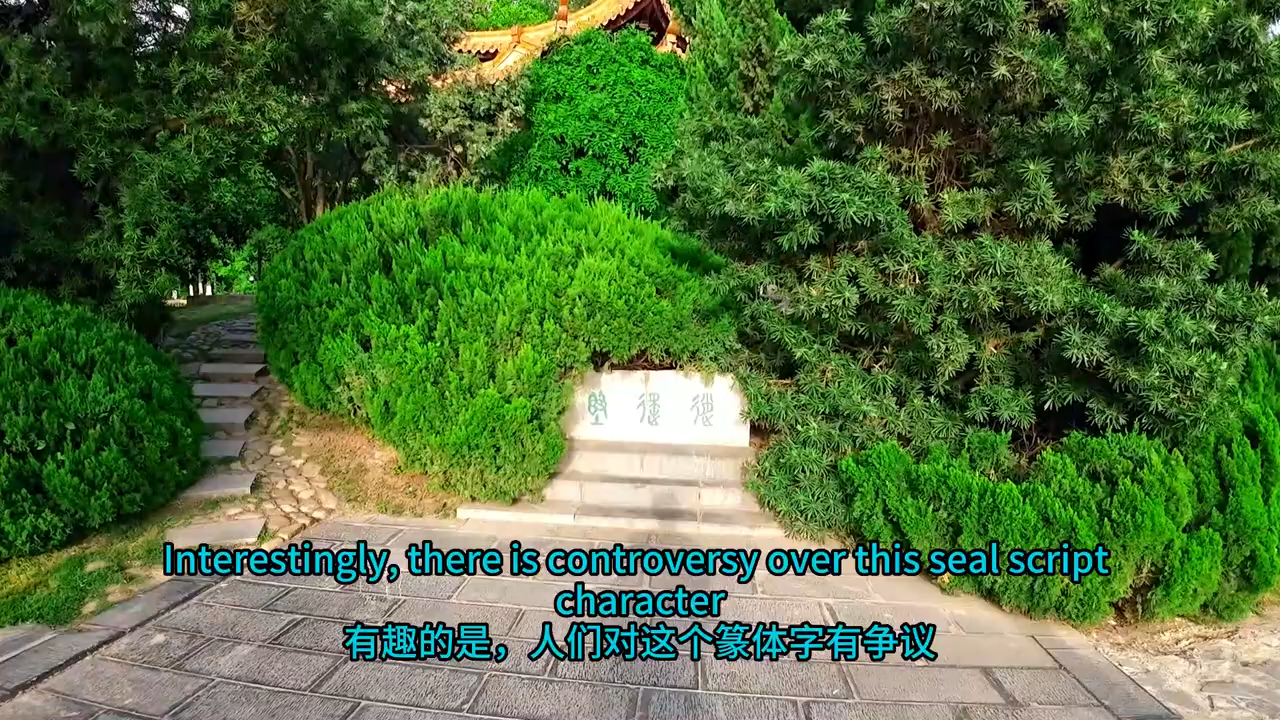 Interestingly, there is controversy over this seal script
character
有趣的是，人们对这个篆体字有争议